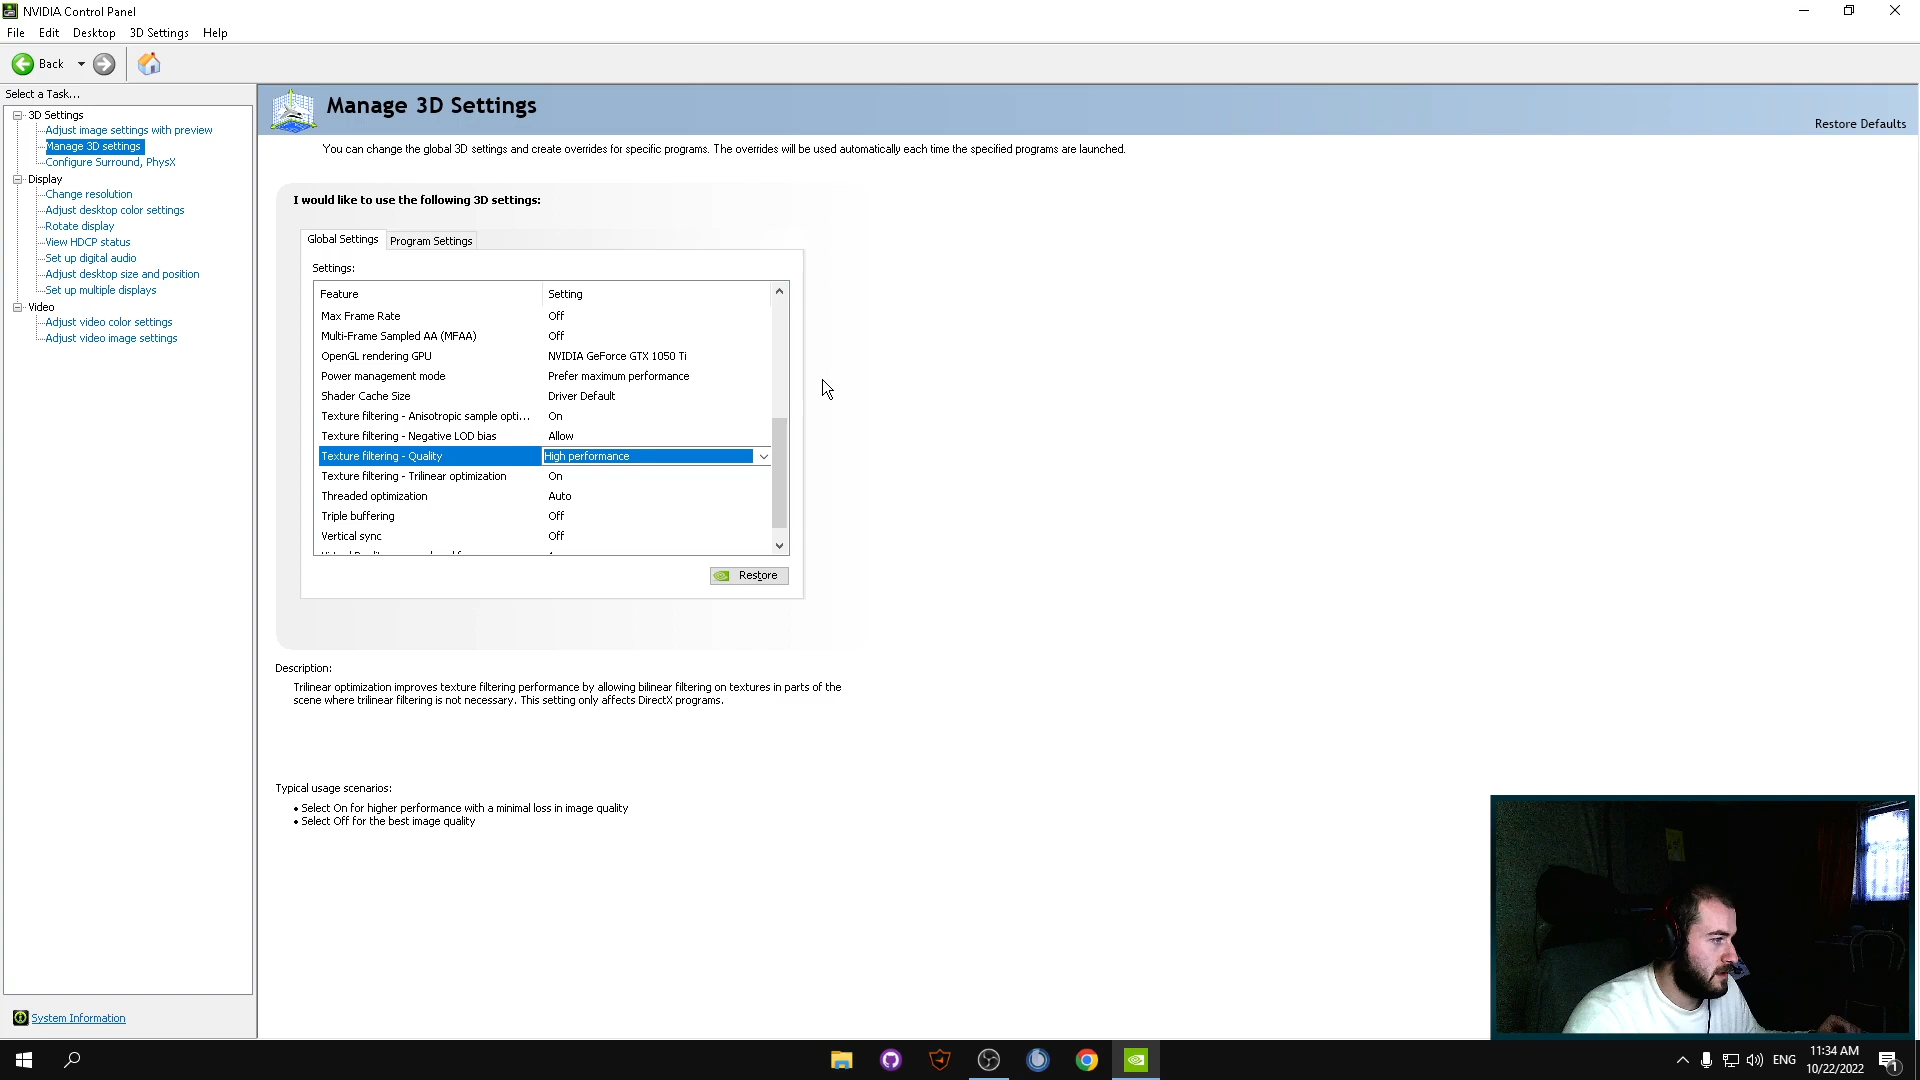 NVIDIA Control Panel
File Edit Desktop 3D Settings Help
Back
Select a Task...
3D Settings
Adjust image settings with preview
Manage 3D settings
Configure Surround, PhysX
Display
Change resolution
Adjust desktop color settings
Rotate display
View HDCP status
Set up digital audio
Adjust desktop size and position
Set up multiple displays
Video
Adjust video color settings
Adjust video image settings
System Information
Manage 3D Settings
Restore Defaults
You can change the global 3D settings and create overrides for specific programs. The overrides will be used automatically each time the specified programs are launched.
I would like to use the following 3D settings:
Global Settings Program Settings
Settings:
Feature Setting
Max Frame Rate Off
Multi-Frame Sampled AA (MFAA) Off
OpenGL rendering GPU NVIDIA GeForce GTX 1050 Ti
Power management mode Prefer maximum performance
Shader Cache Size Driver Default
Texture filtering - Anisotropic sample opti... On
Texture filtering - Negative LOD bias Allow
Texture filtering - Quality High performance
Texture filtering - Trilinear optimization On
Threaded optimization Auto
Triple buffering Off
Vertical sync Off
Restore
Description:
Trilinear optimization improves texture filtering performance by allowing bilinear filtering on textures in parts of the
scene where trilinear filtering is not necessary. This setting only affects DirectX programs.
Typical usage scenarios:
• Select On for higher performance with a minimal loss in image quality
• Select Off for the best image quality
ENG
11:34 AM
10/22/2022
1